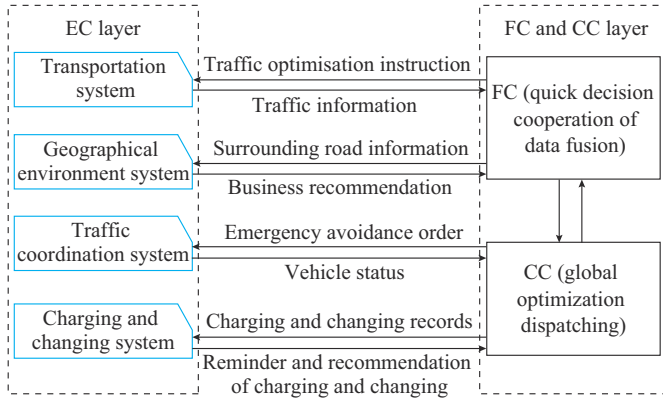 EC layer
FC and CC layer
Transportation
system
Traffic optimisation instruction
Traffic information
FC (quick decision
cooperation of
data fusion)
Geographical
environment system
Surrounding road information
Business recommendation
Traffic
coordination system
Emergency avoidance order
Vehicle status
CC (global
optimization
dispatching)
Charging and
changing system
Charging and changing records
Reminder and recommendation
of charging and changing